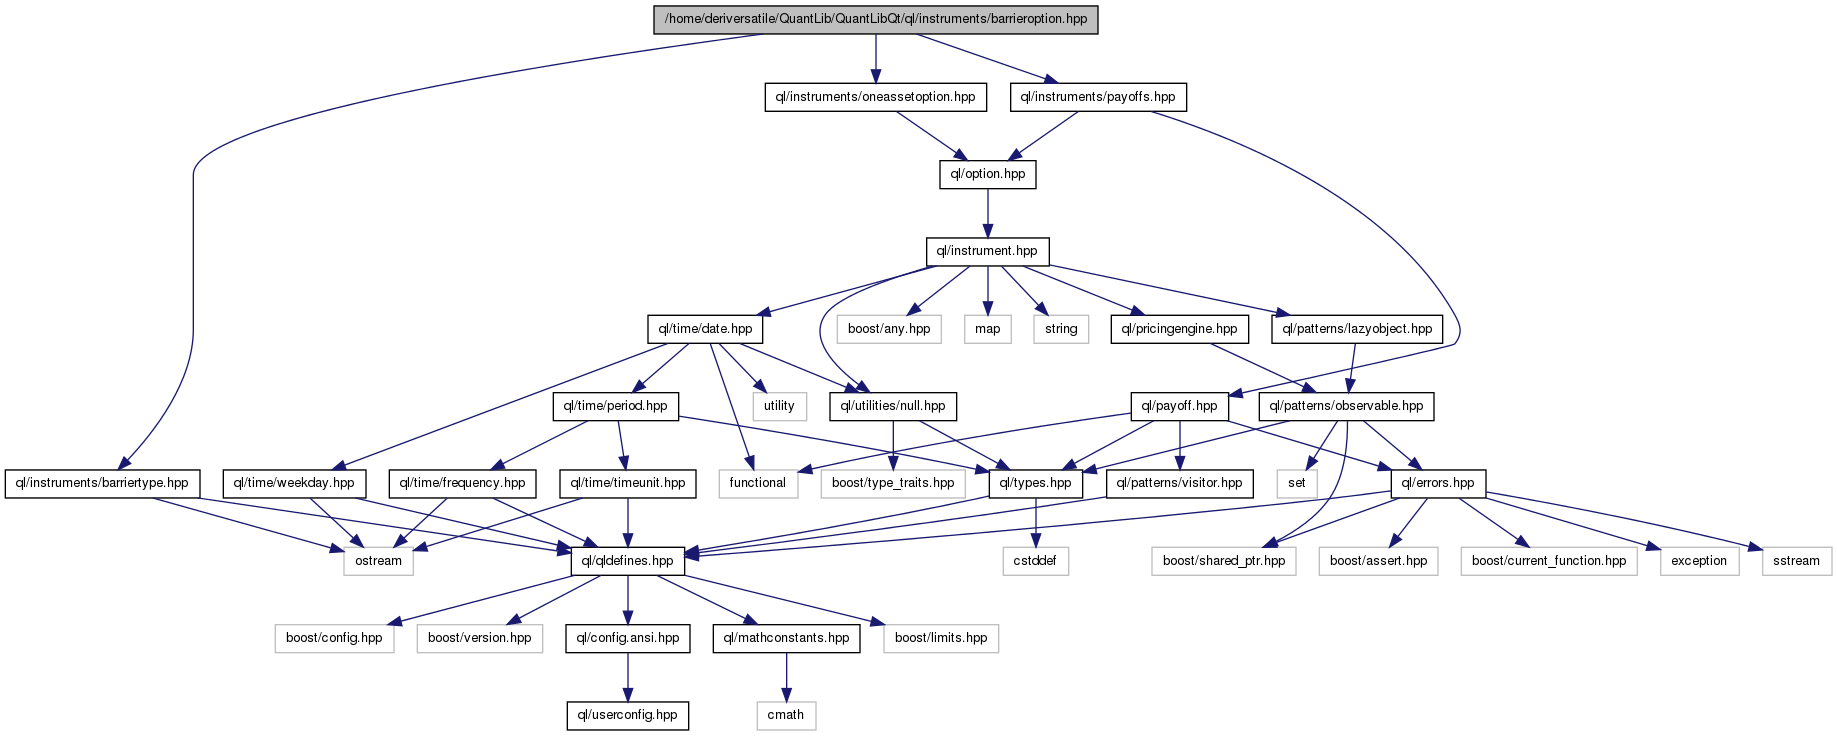 /home/deriversatile/QuantLib/QuantLibQt/ql/instruments/barrieroption.hpp
ql/instruments/oneassetoption.hpp
ql/instruments/payoffs.hpp
ql/option.hpp
ql/instrument.hpp
ql/time/date.hpp
boost/any.hpp
map
string
ql/pricingengine.hpp
ql/patterns/lazyobject.hpp
ql/time/period.hpp
utility
ql/utilities/null.hpp
ql/payoff.hpp
ql/patterns/observable.hpp
ql/instruments/barriertype.hpp
ql/time/weekday.hpp
ql/time/frequency.hpp
ql/time/timeunit.hpp
functional
boost/type_traits.hpp
ql/types.hpp
ql/patterns/visitor.hpp
set
ql/errors.hpp
ostream
ql/qldefines.hpp
cstddef
boost/shared_ptr.hpp
boost/assert.hpp
boost/current_function.hpp
exception
sstream
boost/config.hpp
boost/version.hpp
ql/config.ansi.hpp
ql/mathconstants.hpp
boost/limits.hpp
ql/userconfig.hpp
cmath